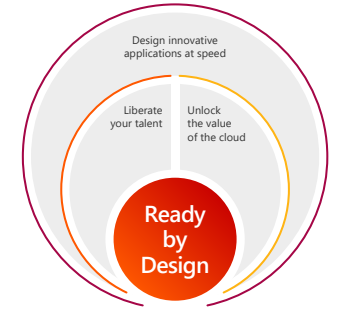 Design innovative
applications at speed
Liberate
your talent
Unlock
the value
of the cloud
Ready
by
Design